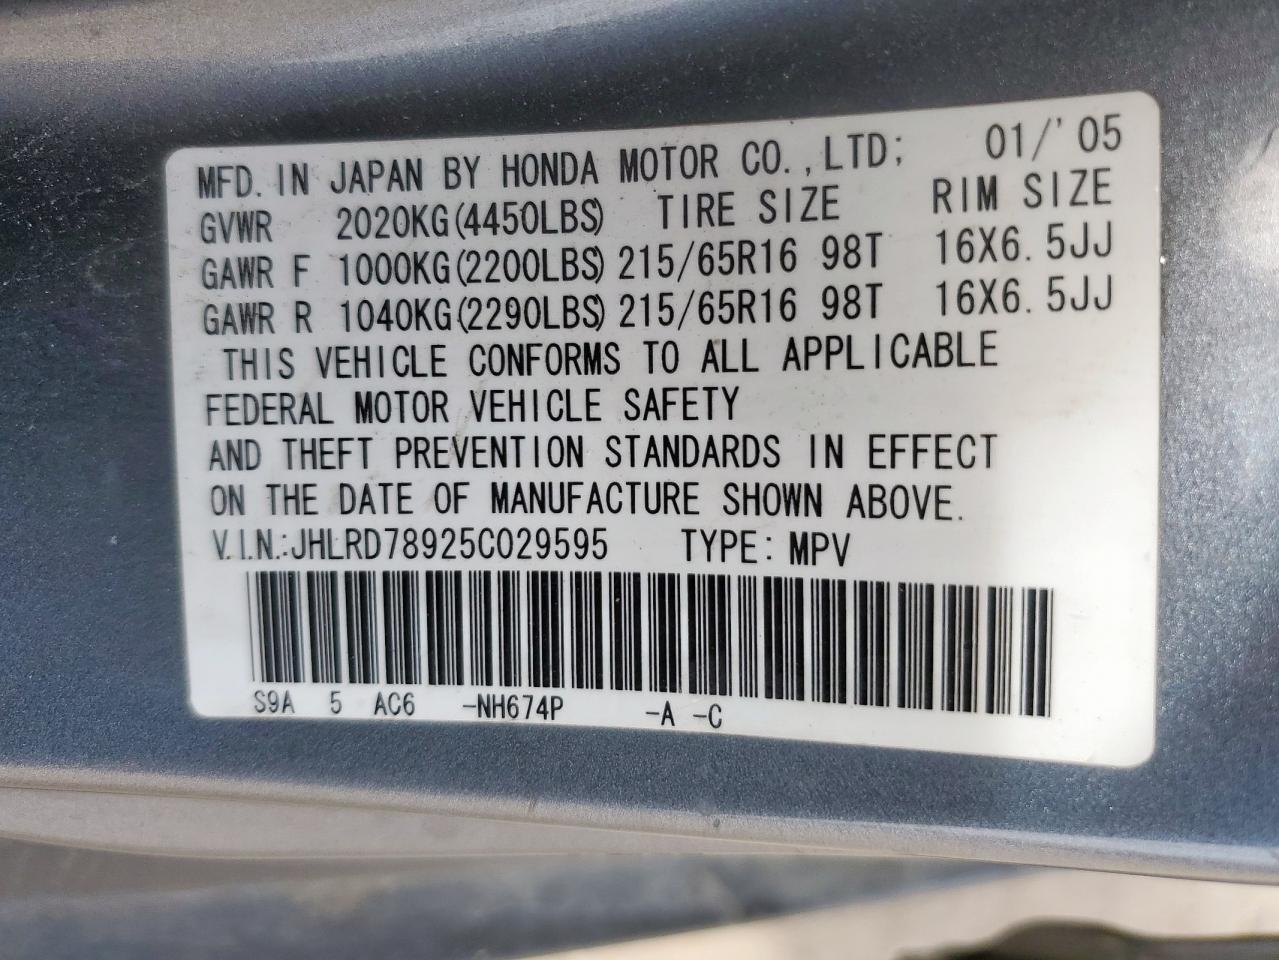 MFD. IN JAPAN BY HONDA MOTOR CO.,LTD; 01/'05
GVWR 2020KG(4450LBS) TIRE SIZE RIM SIZE
GAWR F 1000KG(2200LBS) 215/65R16 98T 16X6.5JJ
GAWR R 1040KG(2290LBS) 215/65R16 98T 16X6.5JJ
THIS VEHICLE CONFORMS TO ALL APPLICABLE
FEDERAL MOTOR VEHICLE SAFETY
AND THEFT PREVENTION STANDARDS IN EFFECT
ON THE DATE OF MANUFACTURE SHOWN ABOVE.
V.I.N.:JHLRD78925C029595 TYPE: MPV
S9A 5 AC6 -NH674P -A -C